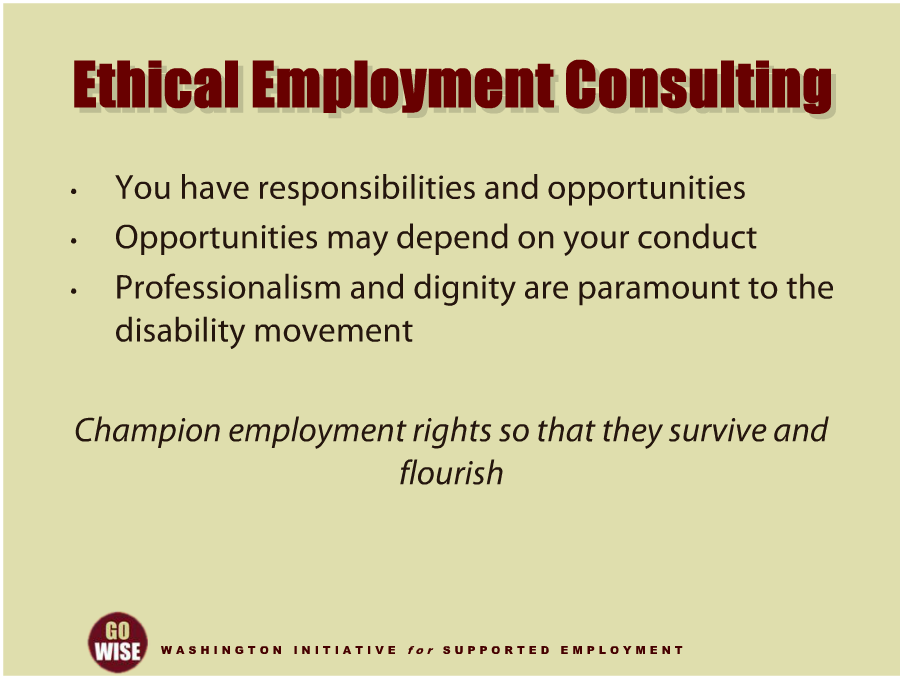 Ethical Employment Consulting
• You have responsibilities and opportunities
• Opportunities may depend on your conduct
• Professionalism and dignity are paramount to the
disability movement
Champion employment rights so that they survive and
flourish
GO
WISE
WASHINGTON INITIATIVE for SUPPORTED EMPLOYMENT